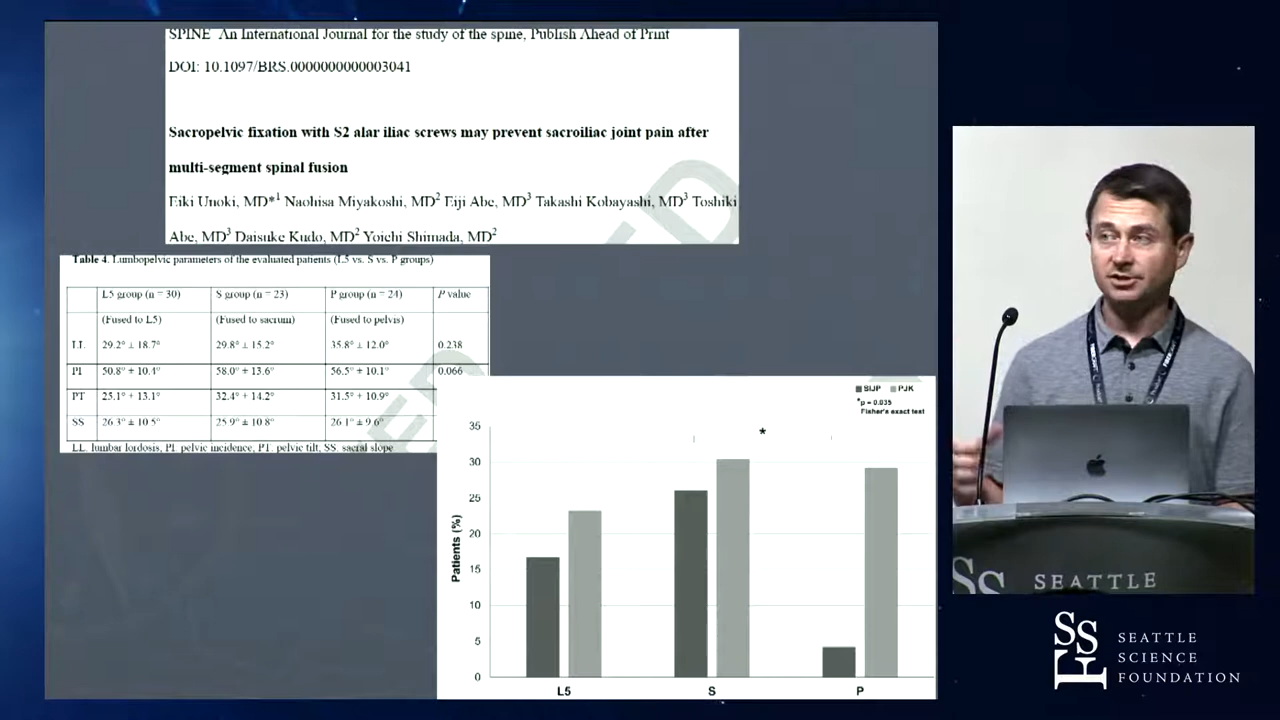 SPINE An International Journal for the study of the spine, Publish Ahead of Print
DOI: 10.1097/BRS.0000000000003041
Sacropelvic fixation with S2 alar iliac screws may prevent sacroiliac joint pain after
multi-segment spinal fusion
Eiki Unoki, MD*1 Naohisa Miyakoshi, MD2 Eiji Abe, MD3 Takashi Kobayashi, MD3 Toshiki
Abe, MD3 Daisuke Kudo, MD2 Yoichi Shimada, MD2
Table 4. Lumbopelvic parameters of the evaluated patients (L5 vs. S vs. P groups)
L5 group (n = 30) S group (n = 23) P group (n = 24) P value
(Fused to L5) (Fused to sacrum) (Fused to pelvis)
LL 29.2° ± 18.7° 29.8° ± 15.2° 35.8° ± 12.0° 0.238
PI 50.8° ± 10.4° 58.0° ± 13.6° 56.5° ± 10.1° 0.066
PT 25.1° ± 13.1° 32.4° ± 14.2° 31.5° ± 10.9°
SS 26.3° ± 10.5° 25.9° ± 10.8° 26.1° ± 9.6°
LL. lumbar lordosis, PI. pelvic incidence, PT. pelvic tilt, SS. sacral slope
SIJP PJK
*p = 0.035
Fisher's exact test
*
35
30
25
20
15
10
5
0
Patients (%)
L5 S P
SS SEATTLE
SSF
SEATTLE
SCIENCE
FOUNDATION